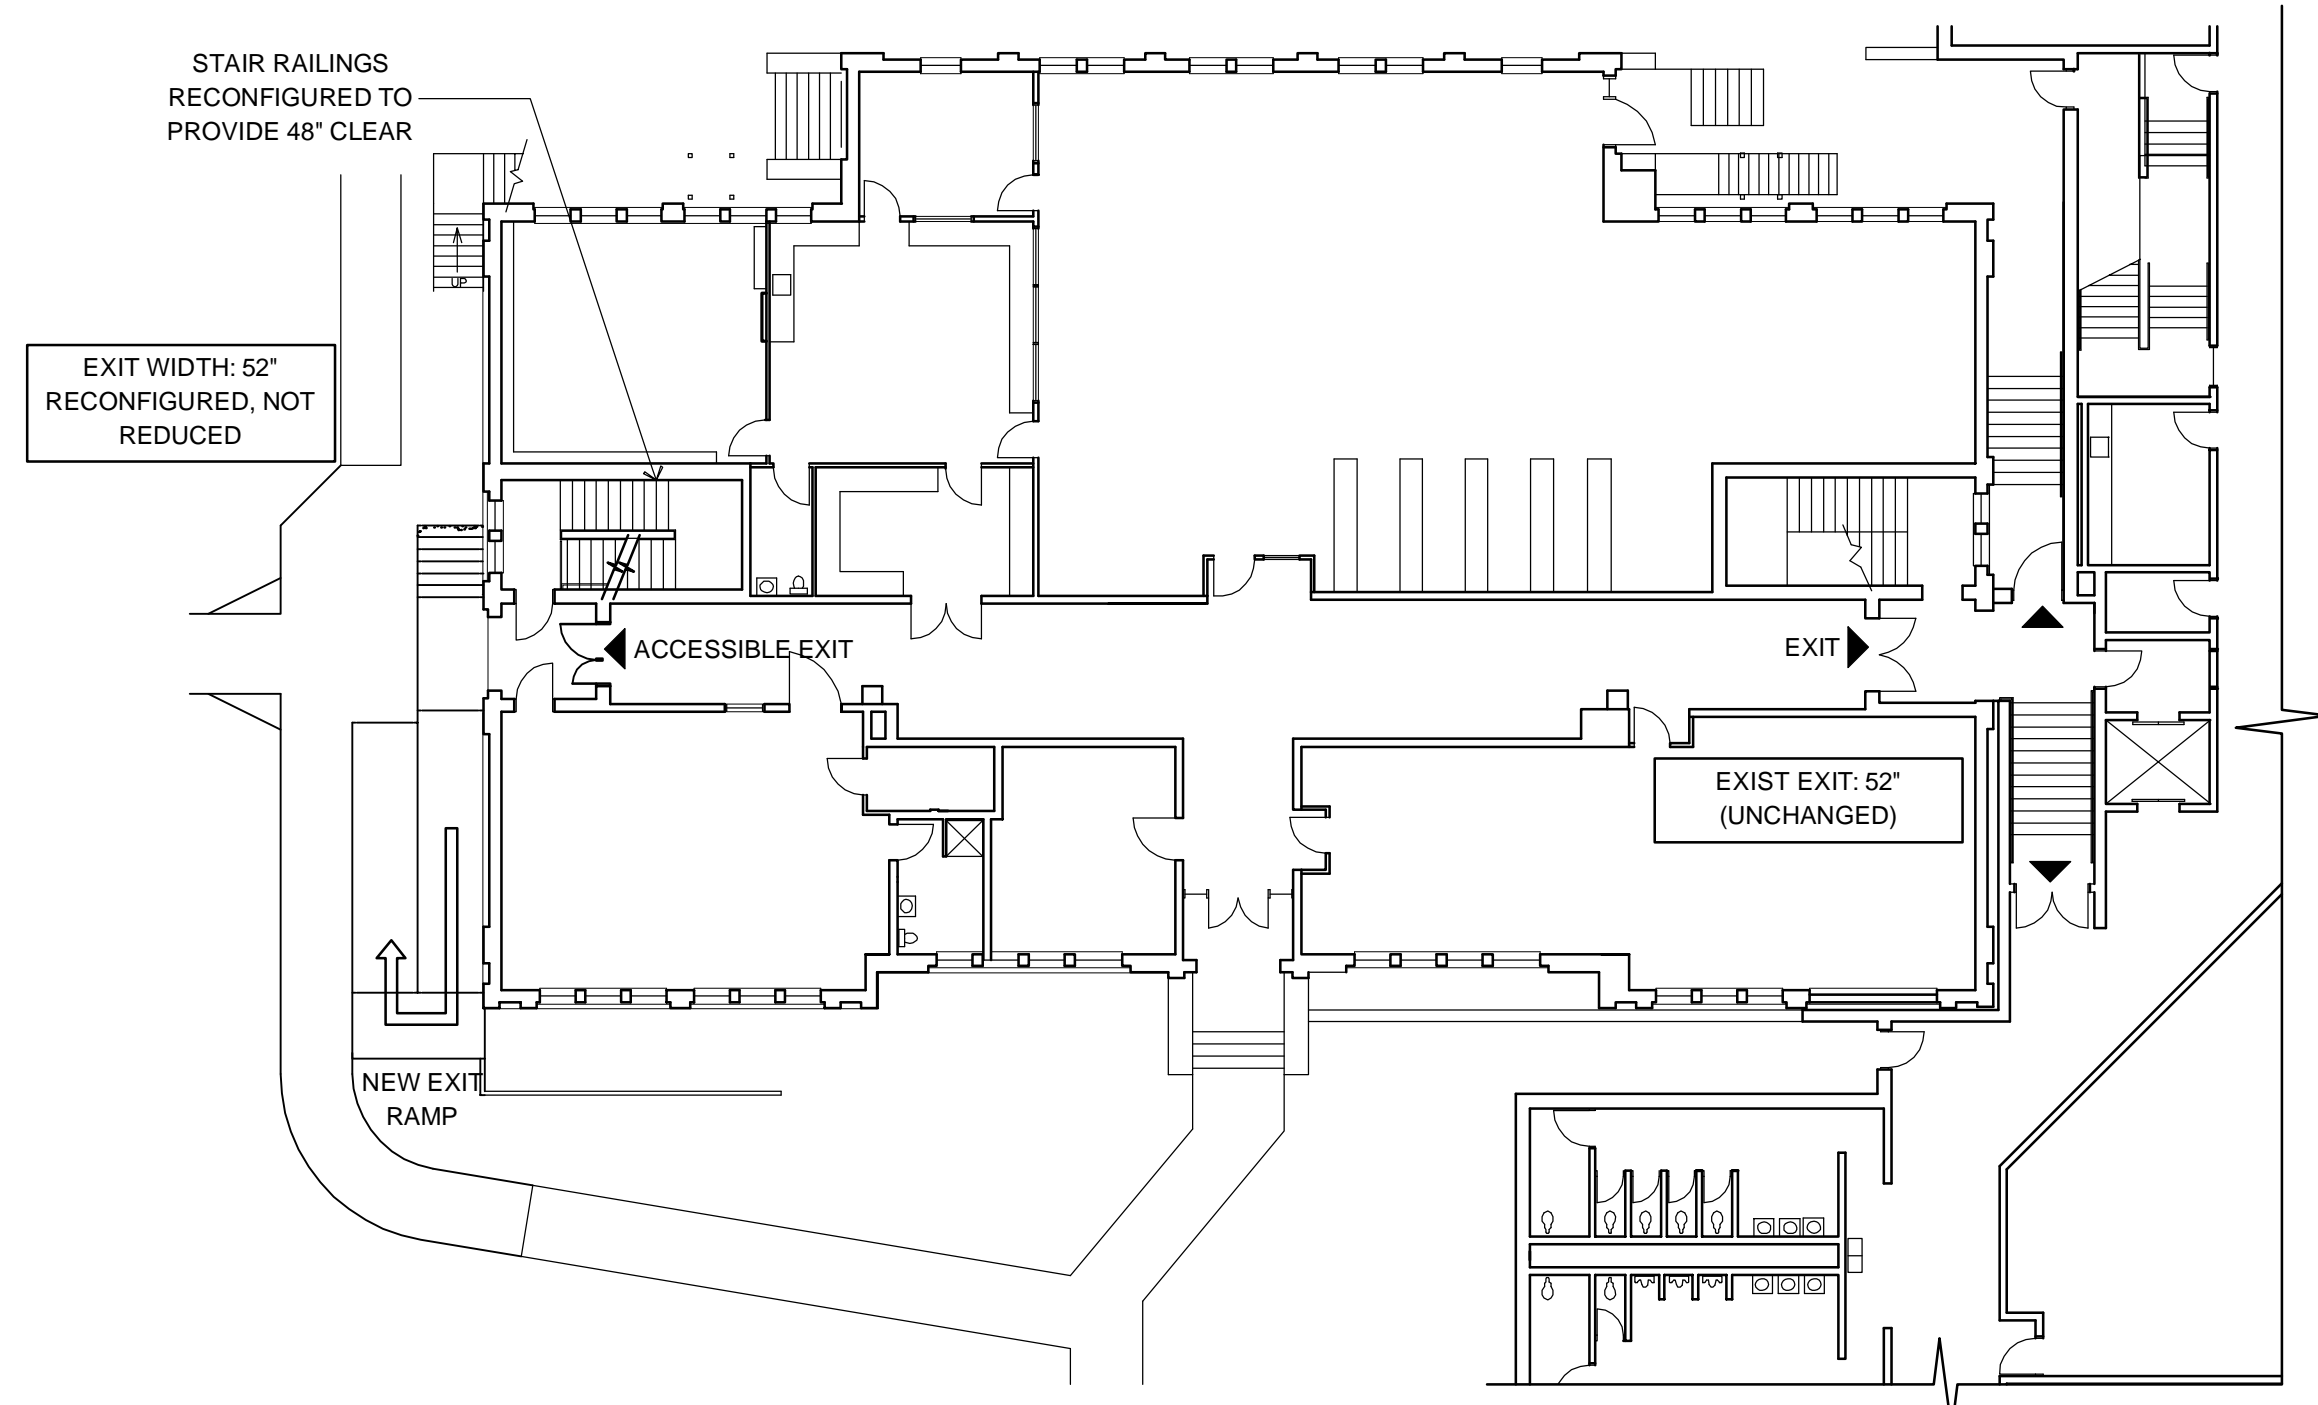 STAIR RAILINGS
RECONFIGURED TO
PROVIDE 48" CLEAR
UP
EXIT WIDTH: 52"
RECONFIGURED, NOT
REDUCED
ACCESSIBLE EXIT
EXIT
EXIST EXIT: 52"
(UNCHANGED)
NEW EXIT
RAMP